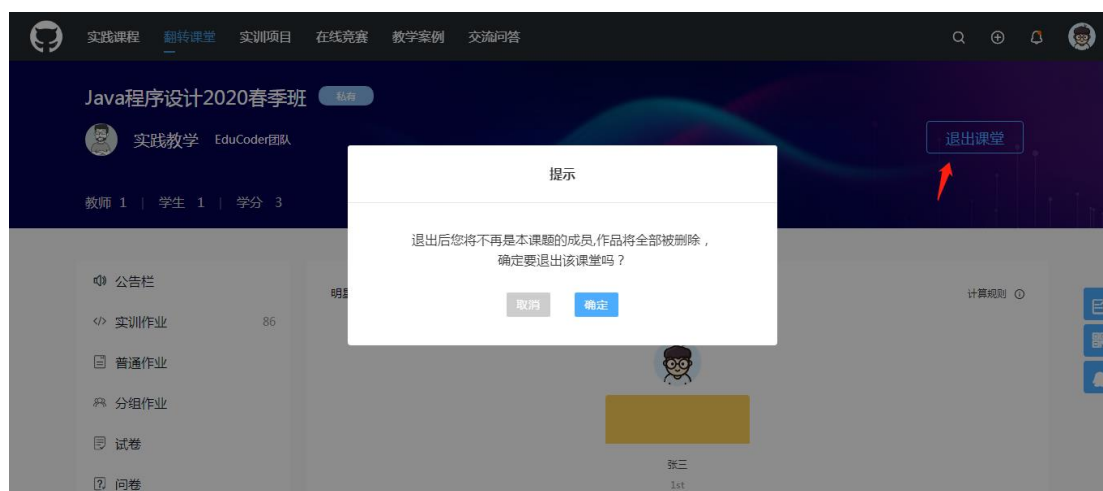 实践课程 翻转课堂 实训项目 在线竞赛 教学案例 交流问答
Java程序设计2020春季班 私有
实践教学 EduCoder团队
退出课堂
教师 1 | 学生 1 | 学分 3
提示
退出后您将不再是本课题的成员,作品将全部被删除，
确定要退出该课堂吗？
取消 确定
公告栏
明星
计算规则
实训作业 86
普通作业
分组作业
试卷
张三
问卷
1st